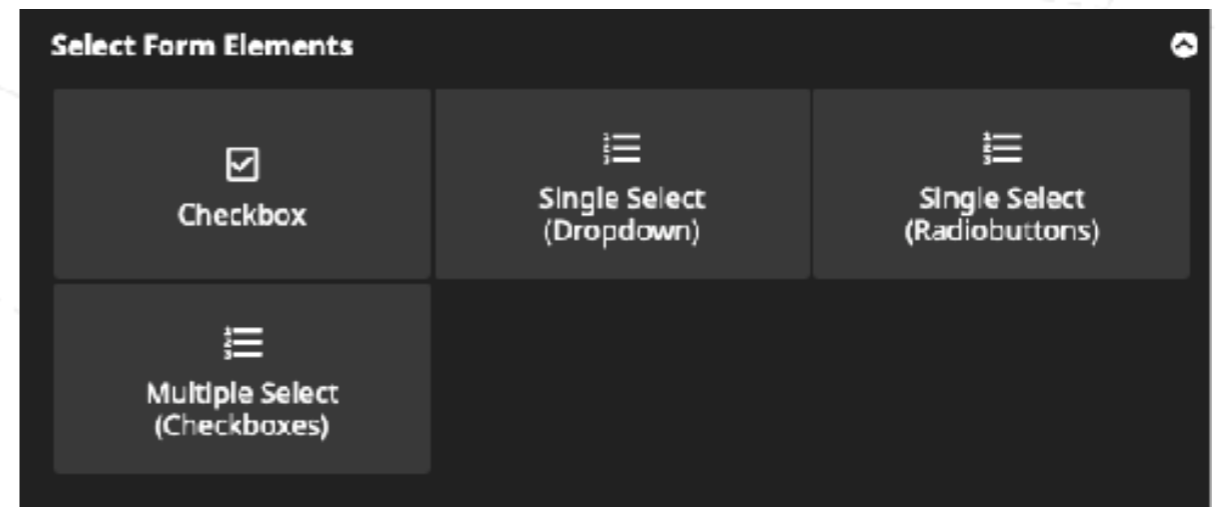 Select Form Elements
Checkbox
Single Select
(Dropdown)
Single Select
(Radiobuttons)
Multiple Select
(Checkboxes)